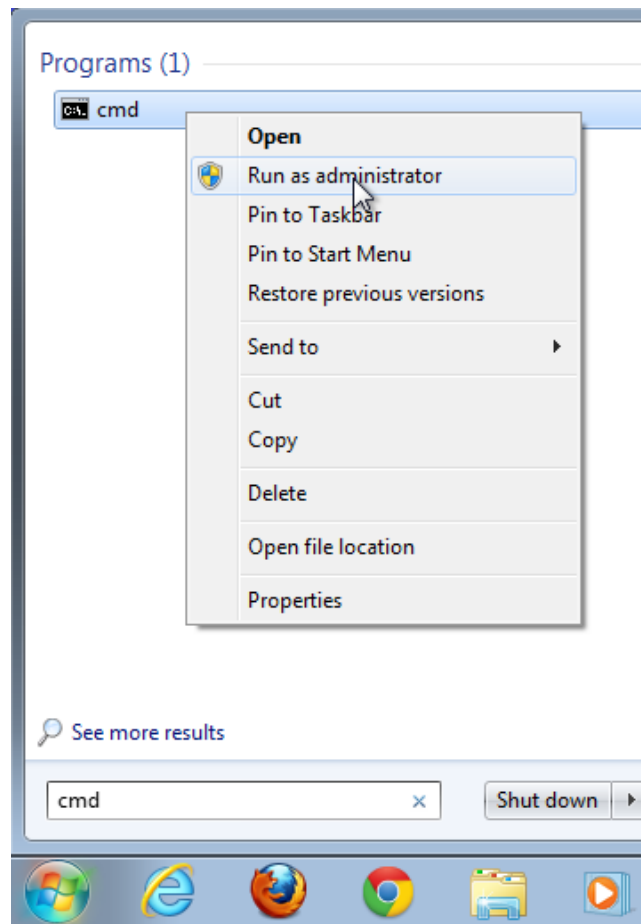 Programs (1)
C:\. cmd
Open
Run as administrator
Pin to Taskbar
Pin to Start Menu
Restore previous versions
Send to
Cut
Copy
Delete
Open file location
Properties
See more results
cmd
Shut down